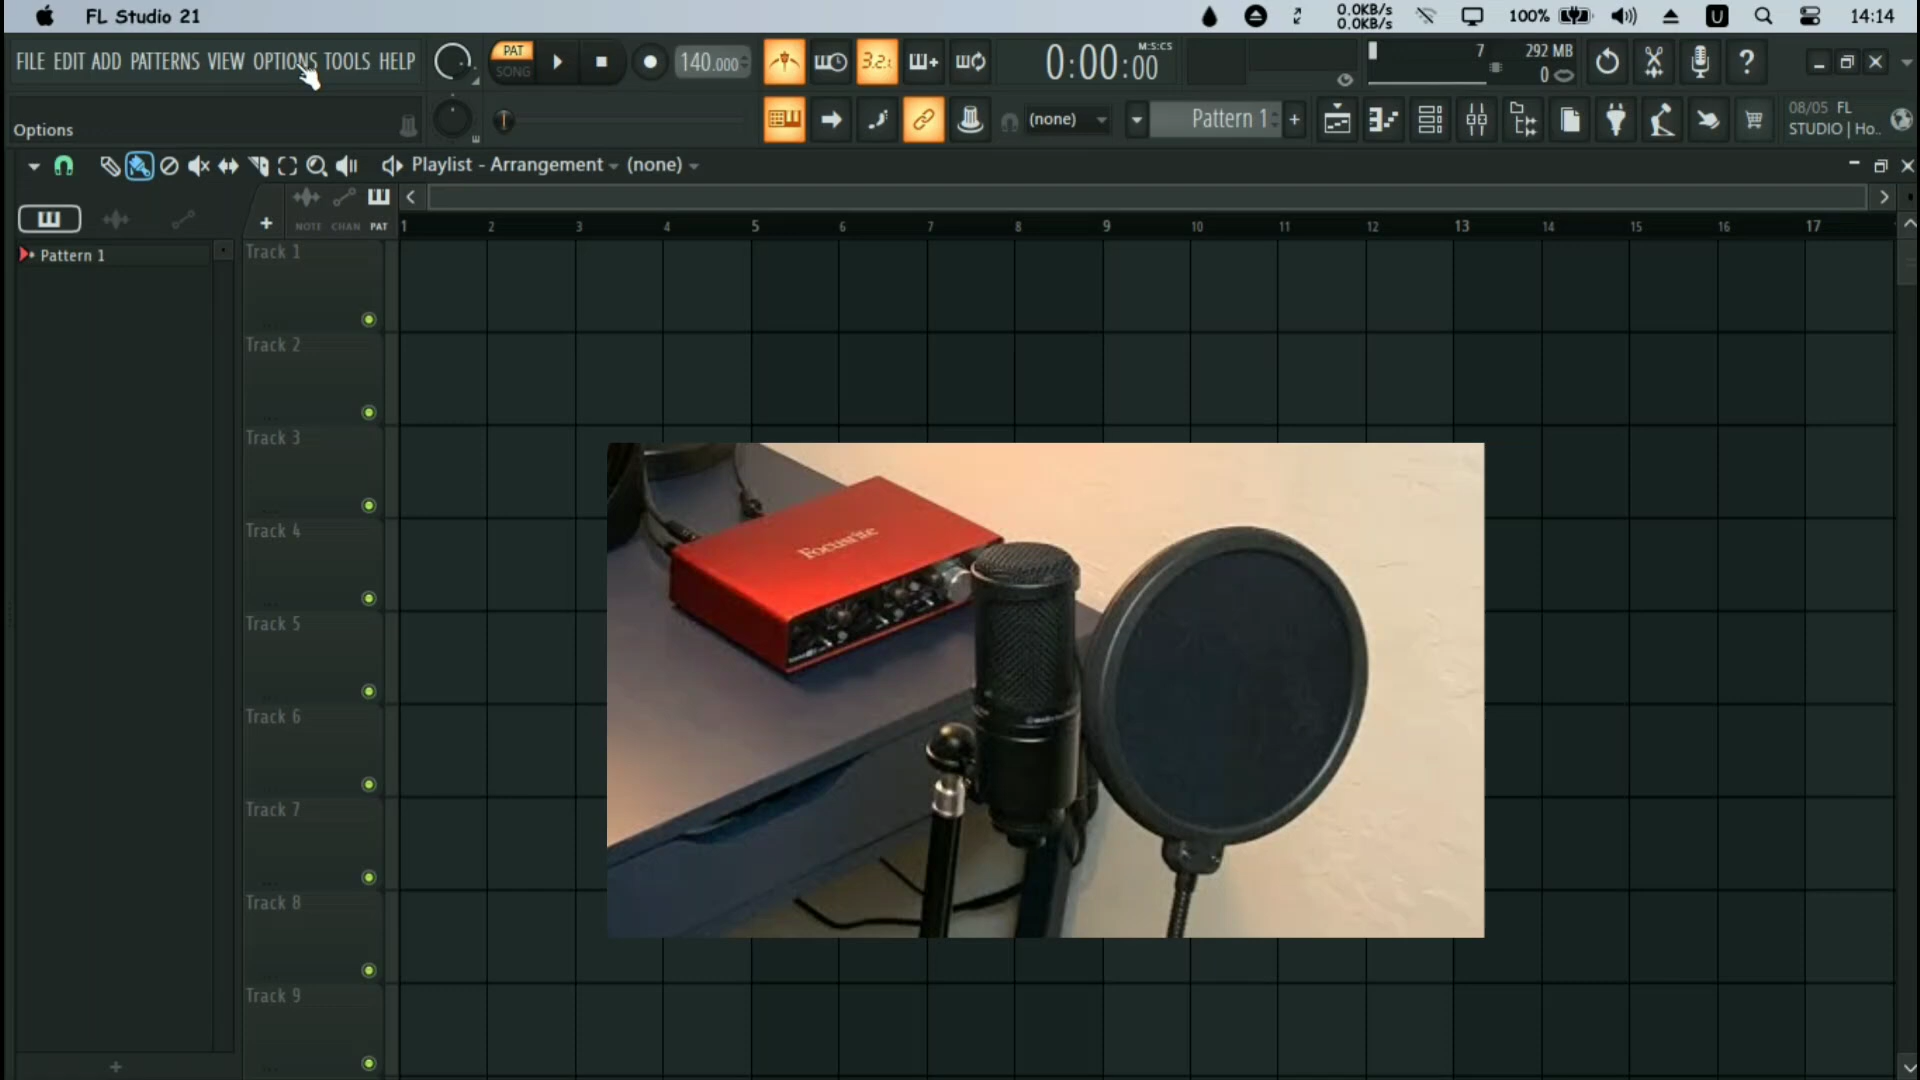 FL Studio 21
0.0KB/s
0.0KB/s
100%
U
14:14
FILE EDIT ADD PATTERNS VIEW OPTIONS TOOLS HELP
PAT
SONG
140.000
3.2.
0:00:00
M:S:CS
7
292 MB
0
?
Options
(none)
Pattern 1
+
08/05 FL
STUDIO | Ho..
Playlist - Arrangement (none)
NOTE CHAN PAT
1 2 3 4 5 6 7 8 9 10 11 12 13 14 15 16 17
Pattern 1
Track 1
Track 2
Track 3
Track 4
Track 5
Track 6
Track 7
Track 8
Track 9
Focusrite